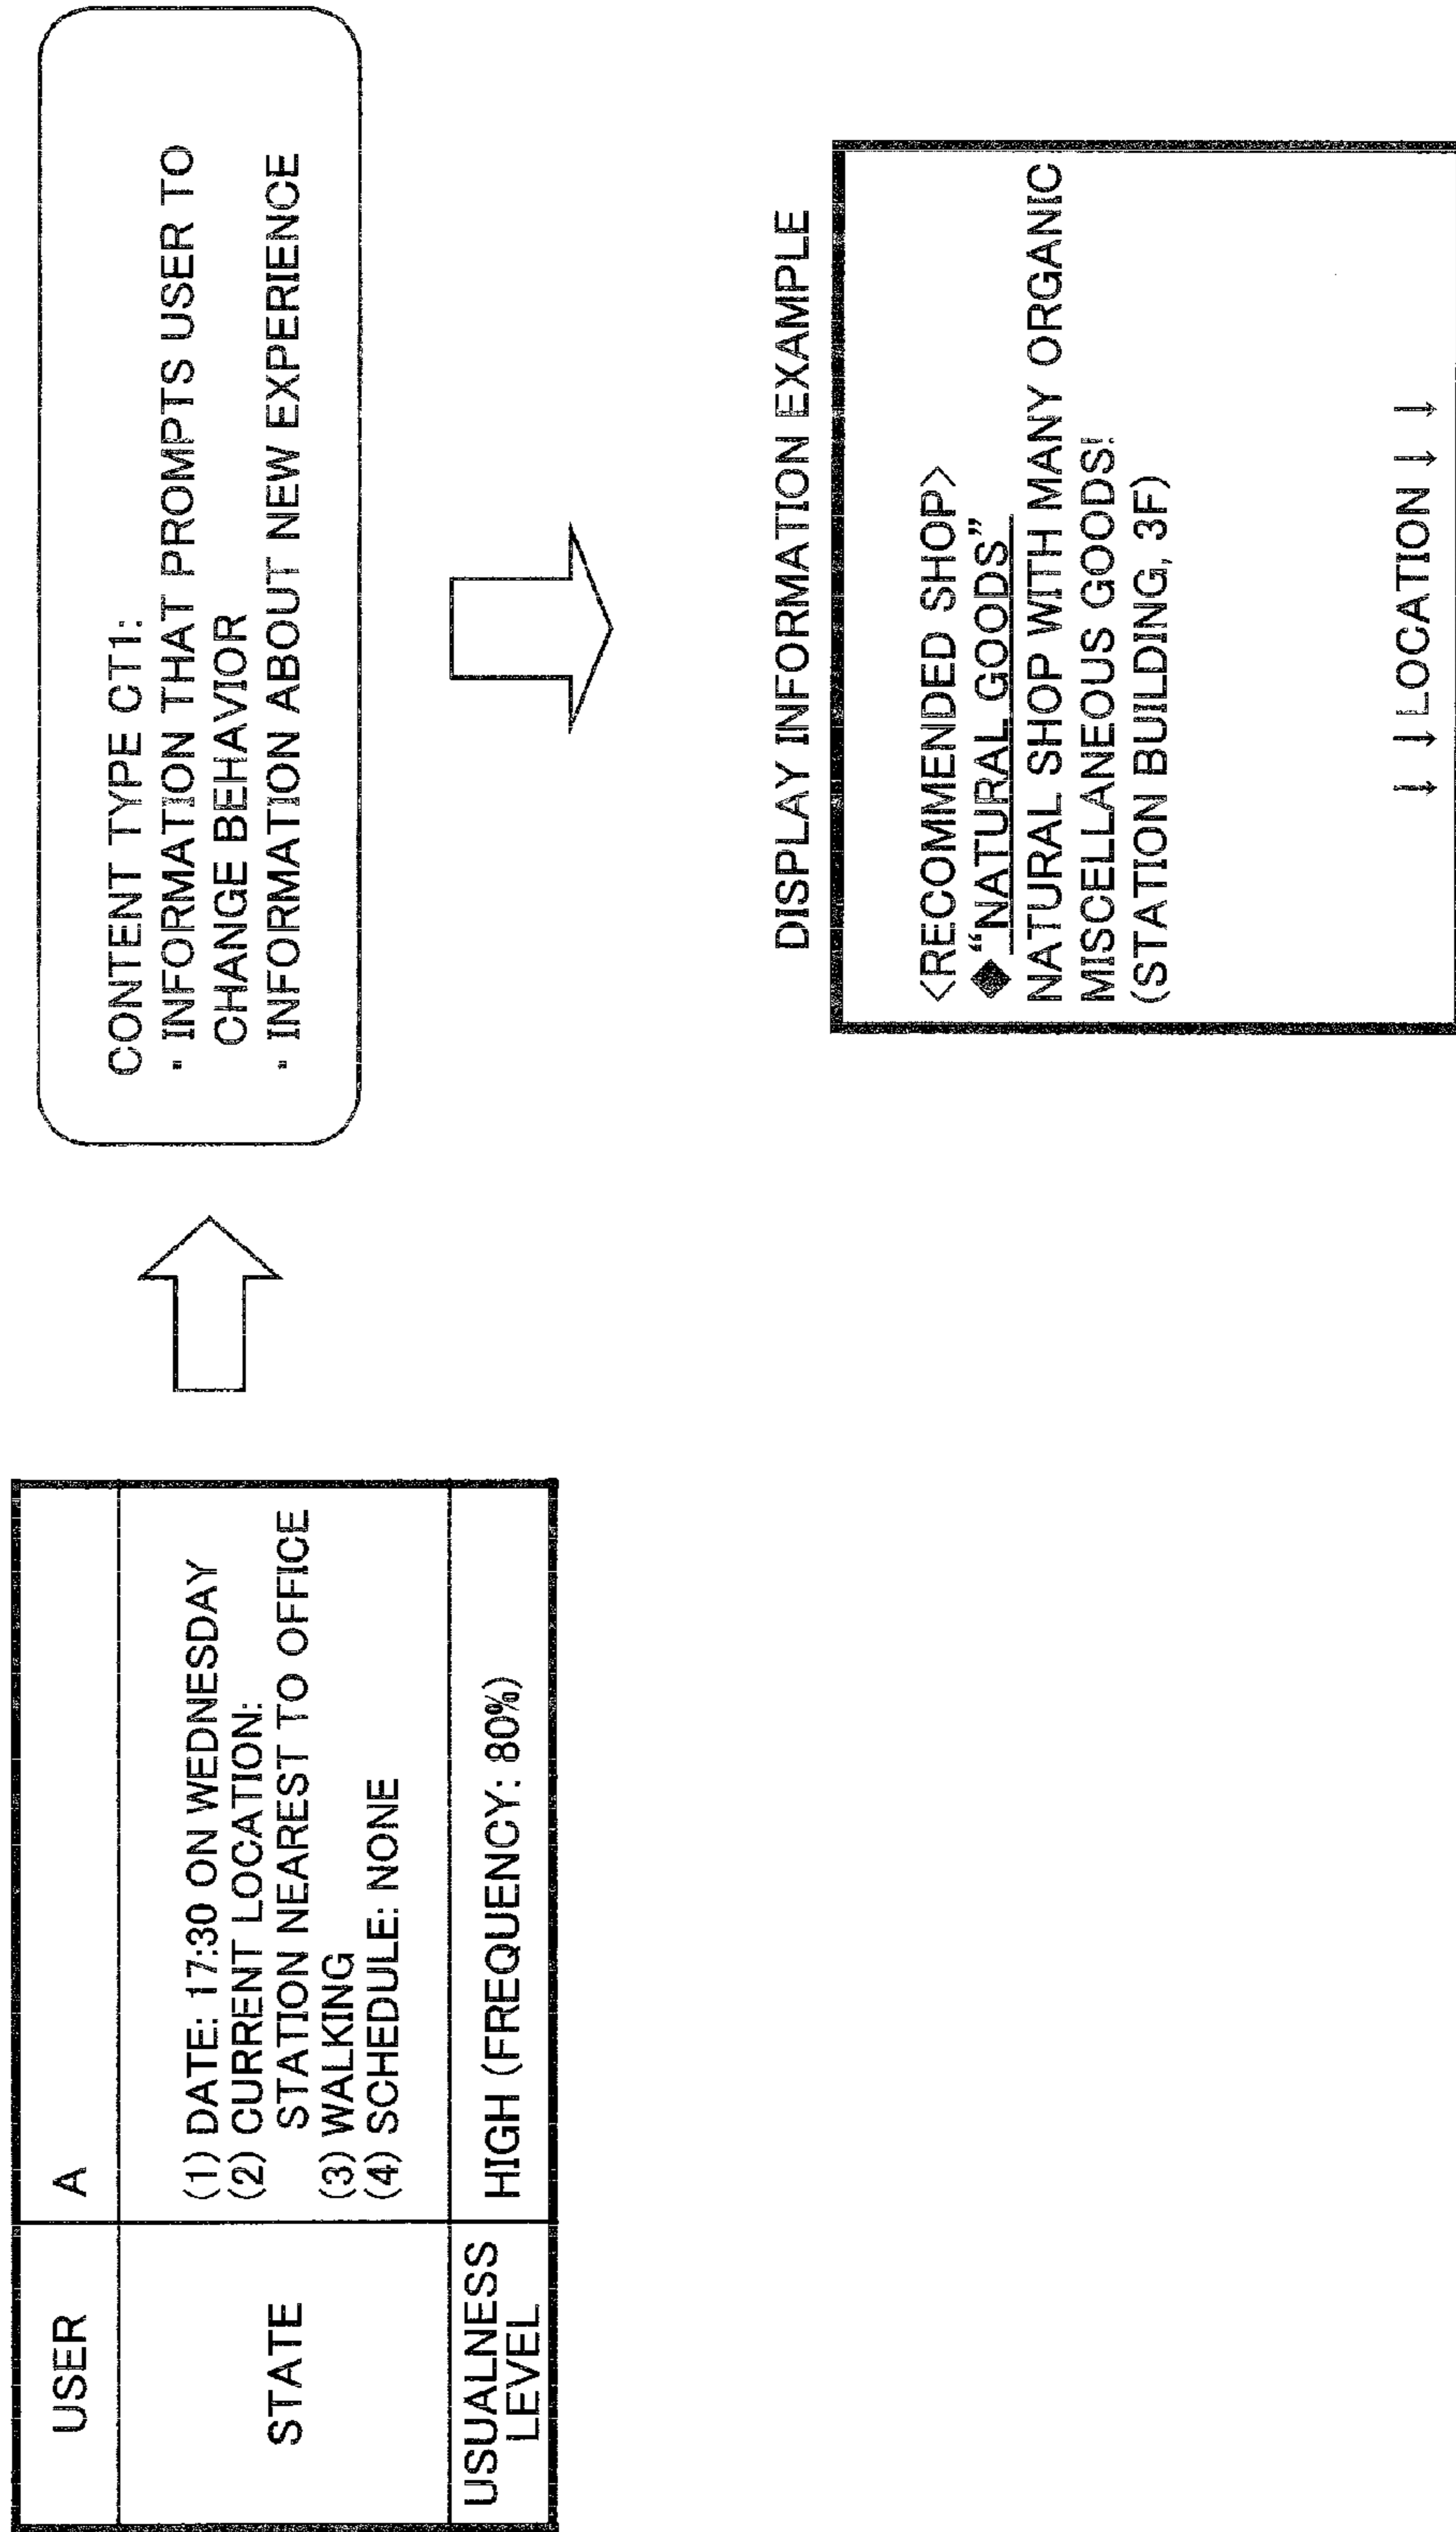 USER
A
STATE
(1) DATE: 17:30 ON WEDNESDAY
(2) CURRENT LOCATION:
STATION NEAREST TO OFFICE
(3) WALKING
(4) SCHEDULE: NONE
USUALNESS
LEVEL
HIGH (FREQUENCY: 80%)
CONTENT TYPE CT1:
· INFORMATION THAT PROMPTS USER TO
CHANGE BEHAVIOR
· INFORMATION ABOUT NEW EXPERIENCE
DISPLAY INFORMATION EXAMPLE
<RECOMMENDED SHOP>
◆“NATURAL GOODS”
NATURAL SHOP WITH MANY ORGANIC
MISCELLANEOUS GOODS!
(STATION BUILDING, 3F)
↓ ↓ LOCATION ↓ ↓